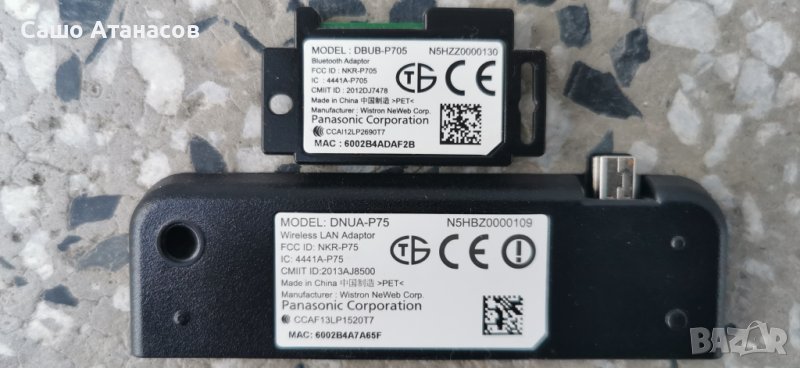 Сашо Атанасов
MODEL: DBUB-P705 N5HZZ0000130
Bluetooth Adaptor
FCC ID : NKR-P705
IC : 4441A-P705
CMIIT ID : 2012DJ7478
Made in China 中国制造 >PET<
Manufacturer : Wistron NeWeb Corp.
Panasonic Corporation
CCAI12LP2690T7
MAC : 6002B4ADAF2B
MODEL: DNUA-P75 N5HBZ0000109
Wireless LAN Adaptor
FCC ID: NKR-P75
IC: 4441A-P75
CMIIT ID:2013AJ8500
Made in China 中国制造 >PET<
Manufacturer : Wistron NeWeb Corp.
Panasonic Corporation
CCAF13LP1520T7
MAC: 6002B4A7A65F
BAZAR